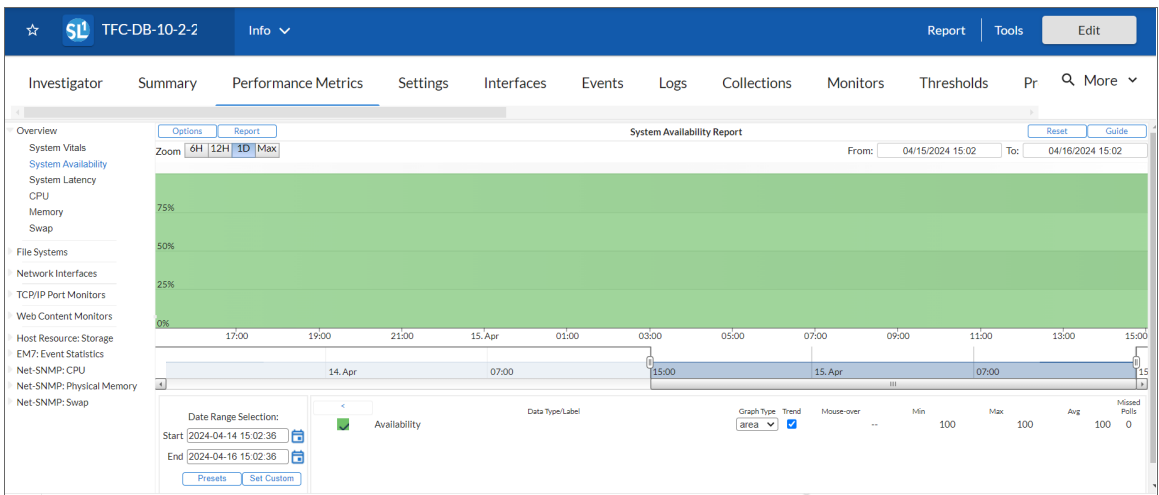 SL1 TFC-DB-10-2-2 Info Report Tools Edit
Investigator Summary Performance Metrics Settings Interfaces Events Logs Collections Monitors Thresholds Pr More
Overview
System Vitals
System Availability
System Latency
CPU
Memory
Swap
File Systems
Network Interfaces
TCP/IP Port Monitors
Web Content Monitors
Host Resource: Storage
EM7: Event Statistics
Net-SNMP: CPU
Net-SNMP: Physical Memory
Net-SNMP: Swap
Options Report System Availability Report Reset Guide
Zoom 6H 12H 1D Max From: 04/15/2024 15:02 To: 04/16/2024 15:02
75%
50%
25%
0%
17:00 19:00 21:00 15. Apr 01:00 03:00 05:00 07:00 09:00 11:00 13:00 15:00
14. Apr 07:00 15:00 15. Apr 07:00 15
Date Range Selection:
Start 2024-04-14 15:02:36
End 2024-04-16 15:02:36
Presets Set Custom
< Data Type/Label Graph Type Trend Mouse-over Min Max Avg Missed Polls
Availability area -- 100 100 100 0